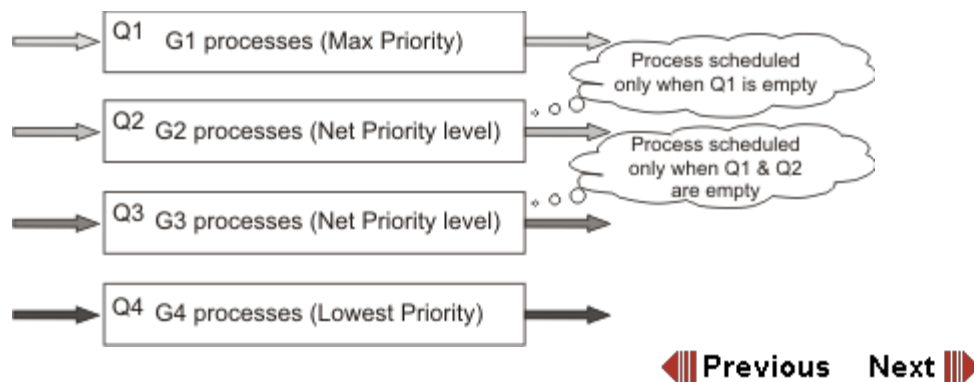 Q1 G1 processes (Max Priority)
Process scheduled
only when Q1 is empty
Q2 G2 processes (Net Priority level)
Process scheduled
only when Q1 & Q2
are empty
Q3 G3 processes (Net Priority level)
Q4 G4 processes (Lowest Priority)
Previous Next